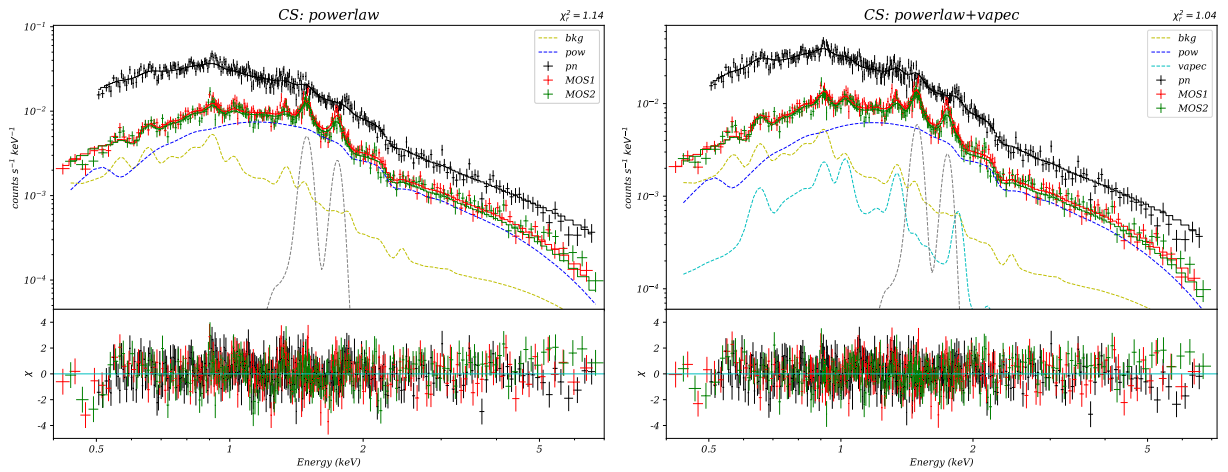 CS: powerlaw
χ²ᵣ = 1.14
counts s⁻¹ keV⁻¹
10⁻¹
10⁻²
10⁻³
10⁻⁴
bkg
pow
pn
MOS1
MOS2
χ
4
2
0
-2
-4
0.5 1 2 5
Energy (keV)
CS: powerlaw+vapec
χ²ᵣ = 1.04
counts s⁻¹ keV⁻¹
10⁻²
10⁻³
10⁻⁴
bkg
pow
vapec
pn
MOS1
MOS2
χ
4
2
0
-2
-4
0.5 1 2 5
Energy (keV)